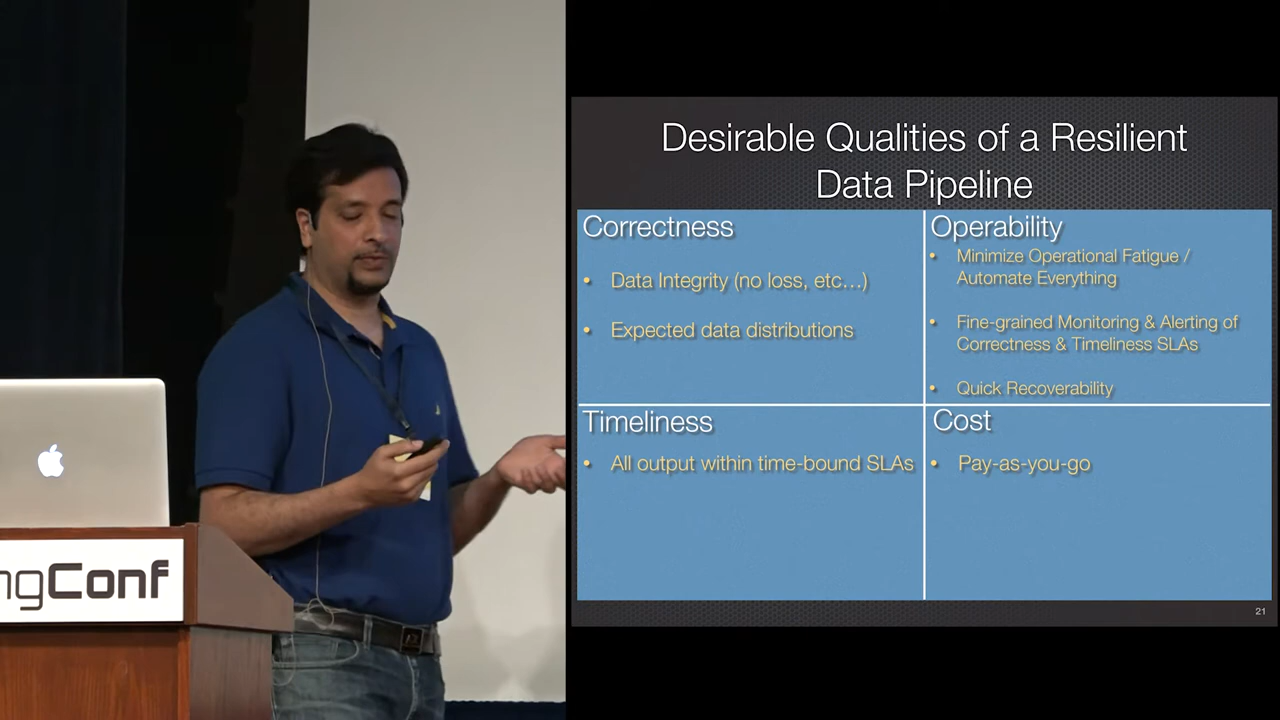 ngConf
Desirable Qualities of a Resilient
Data Pipeline
Correctness
• Data Integrity (no loss, etc…)
• Expected data distributions
Operability
• Minimize Operational Fatigue /
Automate Everything
• Fine-grained Monitoring & Alerting of
Correctness & Timeliness SLAs
• Quick Recoverability
Timeliness
• All output within time-bound SLAs
Cost
• Pay-as-you-go
21